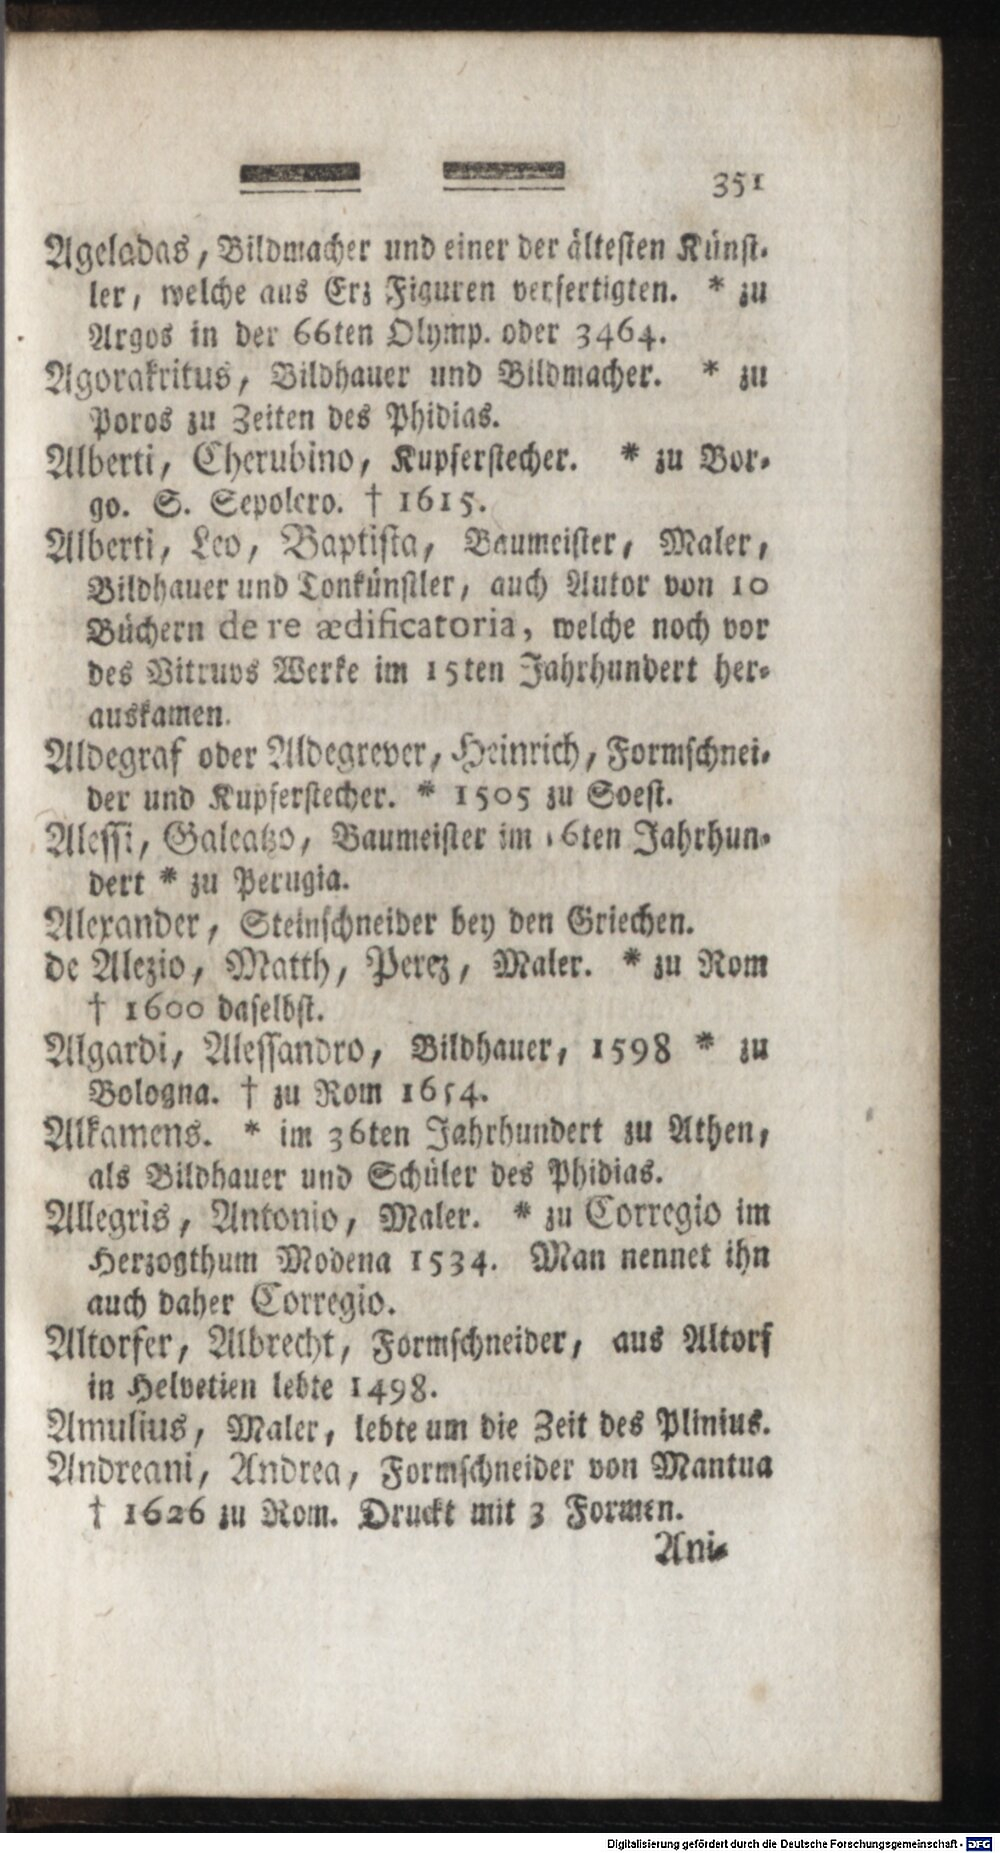 351
Ageladas, Bildmacher und einer der ältesten Künst-
ler, welche aus Erz Figuren verfertigten. * zu
Argos in der 66ten Olymp. oder 3464.
Agorakritus, Bildhauer und Bildmacher. * zu
Poros zu Zeiten des Phidias.
Alberti, Cherubino, Kupferstecher. * zu Bor-
go. S. Sepolcro. † 1615.
Alberti, Leo, Baptista, Baumeister, Maler,
Bildhauer und Tonkünstler, auch Autor von 10
Büchern de re ædificatoria, welche noch vor
des Vitruvs Werke im 15ten Jahrhundert her-
auskamen.
Aldegraf oder Aldegrever, Heinrich, Formschnei-
der und Kupferstecher. * 1505 zu Soest.
Alessi, Galeatzo, Baumeister im 16ten Jahrhun-
dert * zu Perugia.
Alexander, Steinschneider bey den Griechen.
de Alezio, Matth, Perez, Maler. * zu Rom
† 1600 daselbst.
Algardi, Alessandro, Bildhauer, 1598 * zu
Bologna. † zu Rom 1654.
Alkamens. * im 36ten Jahrhundert zu Athen,
als Bildhauer und Schüler des Phidias.
Allegris, Antonio, Maler. * zu Corregio im
Herzogthum Modena 1534. Man nennet ihn
auch daher Corregio.
Altorfer, Albrecht, Formschneider, aus Altorf
in Helvetien lebte 1498.
Amulius, Maler, lebte um die Zeit des Plinius.
Andreani, Andrea, Formschneider von Mantua
† 1626 zu Rom. Druckt mit 3 Formen.
Ani-
Digitalisierung gefördert durch die Deutsche Forschungsgemeinschaft - DFG